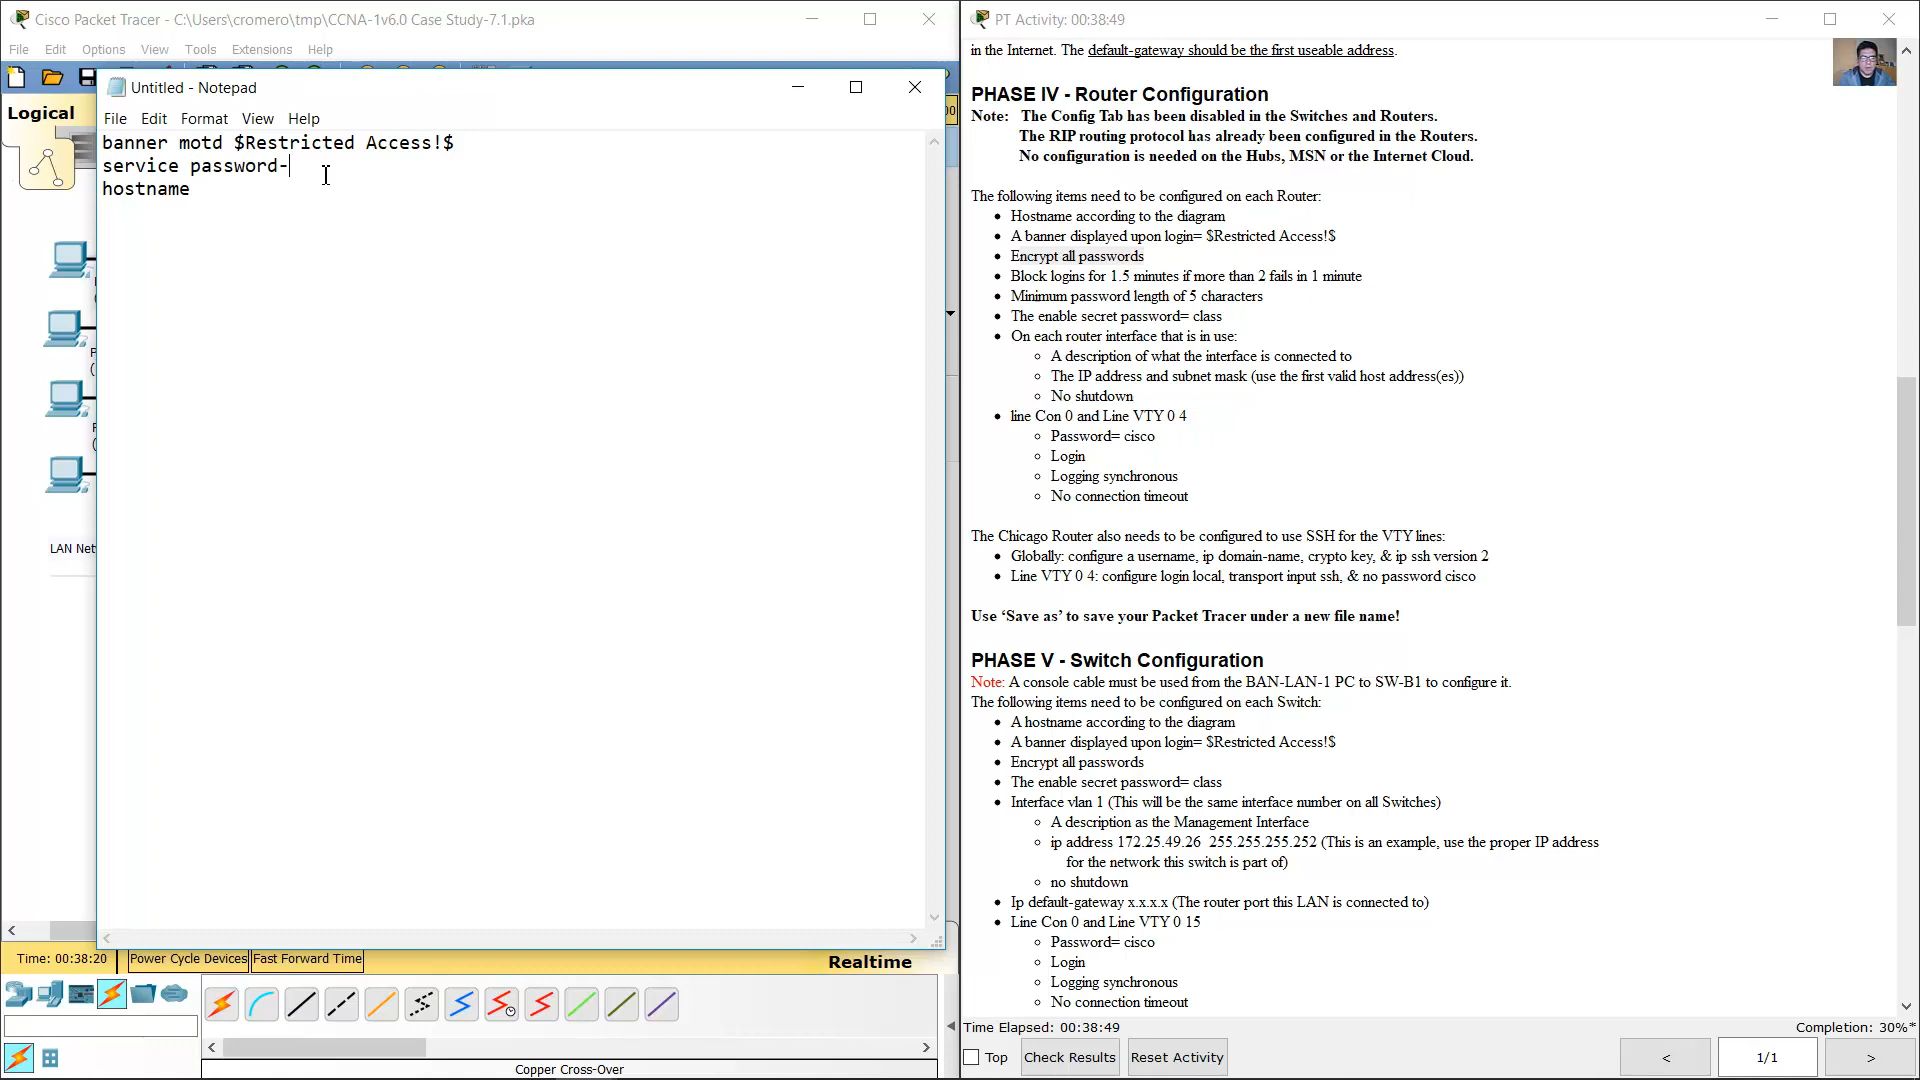 Cisco Packet Tracer - C:\Users\cromero\tmp\CCNA-1v6.0 Case Study-7.1.pka
File Edit Options View Tools Extensions Help
Logical
LAN Net
Untitled - Notepad
File Edit Format View Help
banner motd $Restricted Access!$
service password-
hostname
Time: 00:38:20
Power Cycle Devices
Fast Forward Time
Realtime
Copper Cross-Over
PT Activity: 00:38:49
in the Internet. The default-gateway should be the first useable address.
PHASE IV - Router Configuration
Note: The Config Tab has been disabled in the Switches and Routers.
The RIP routing protocol has already been configured in the Routers.
No configuration is needed on the Hubs, MSN or the Internet Cloud.
The following items need to be configured on each Router:
Hostname according to the diagram
A banner displayed upon login= $Restricted Access!$
Encrypt all passwords
Block logins for 1.5 minutes if more than 2 fails in 1 minute
Minimum password length of 5 characters
The enable secret password= class
On each router interface that is in use:
A description of what the interface is connected to
The IP address and subnet mask (use the first valid host address(es))
No shutdown
line Con 0 and Line VTY 0 4
Password= cisco
Login
Logging synchronous
No connection timeout
The Chicago Router also needs to be configured to use SSH for the VTY lines:
Globally: configure a username, ip domain-name, crypto key, & ip ssh version 2
Line VTY 0 4: configure login local, transport input ssh, & no password cisco
Use ‘Save as’ to save your Packet Tracer under a new file name!
PHASE V - Switch Configuration
Note: A console cable must be used from the BAN-LAN-1 PC to SW-B1 to configure it.
The following items need to be configured on each Switch:
A hostname according to the diagram
A banner displayed upon login= $Restricted Access!$
Encrypt all passwords
The enable secret password= class
Interface vlan 1 (This will be the same interface number on all Switches)
A description as the Management Interface
ip address 172.25.49.26 255.255.255.252 (This is an example, use the proper IP address
for the network this switch is part of)
no shutdown
Ip default-gateway x.x.x.x (The router port this LAN is connected to)
Line Con 0 and Line VTY 0 15
Password= cisco
Login
Logging synchronous
No connection timeout
Time Elapsed: 00:38:49
Completion: 30%*
Top
Check Results
Reset Activity
<
1/1
>